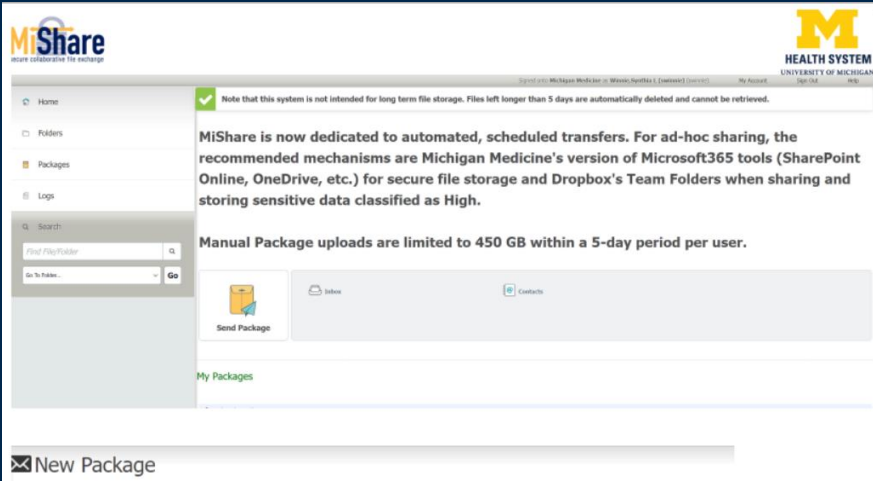 MiShare
secure collaborative file exchange
M
HEALTH SYSTEM
UNIVERSITY OF MICHIGAN
Signed onto Michigan Medicine as
My Account
Sign Out
Help
Home
Folders
Packages
Logs
Search
Find File/Folder
Go To Folder...
Go
Note that this system is not intended for long term file storage. Files left longer than 5 days are automatically deleted and cannot be retrieved.
MiShare is now dedicated to automated, scheduled transfers. For ad-hoc sharing, the
recommended mechanisms are Michigan Medicine's version of Microsoft365 tools (SharePoint
Online, OneDrive, etc.) for secure file storage and Dropbox's Team Folders when sharing and
storing sensitive data classified as High.
Manual Package uploads are limited to 450 GB within a 5-day period per user.
Send Package
Inbox
Contacts
My Packages
New Package